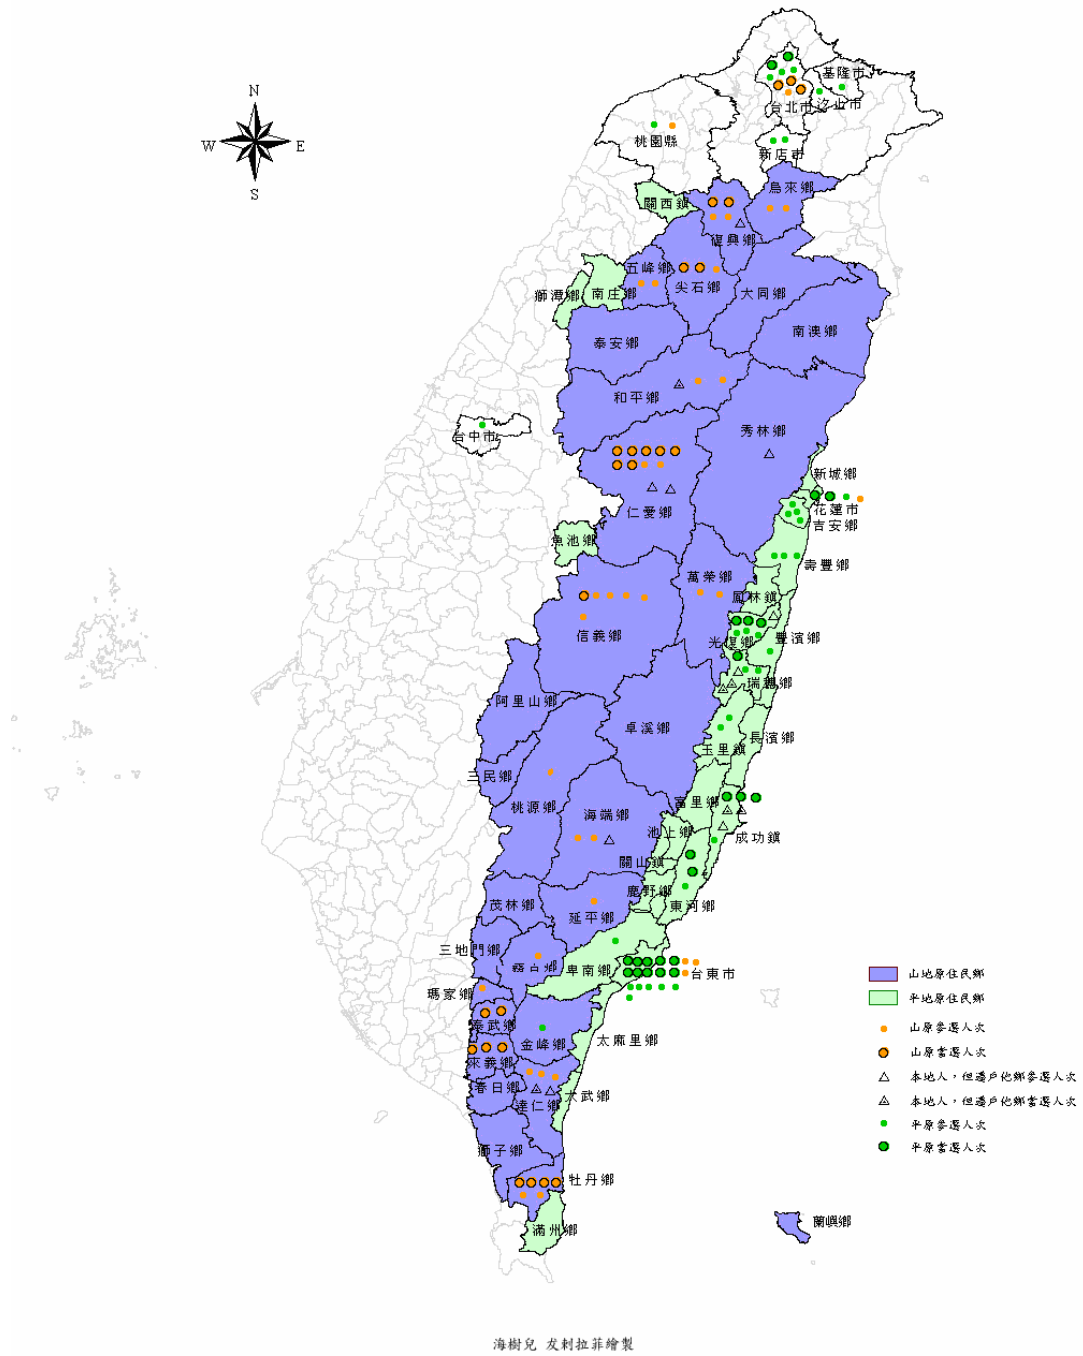 N
W
E
S
基隆市
台北市
汐止市
桃園縣
新店市
烏來鄉
關西鎮
復興鄉
五峰鄉
尖石鄉
大同鄉
獅潭鄉
南庄鄉
南澳鄉
泰安鄉
和平鄉
台中市
秀林鄉
新城鄉
花蓮市
吉安鄉
仁愛鄉
魚池鄉
壽豐鄉
萬榮鄉
鳳林鎮
信義鄉
光復鄉
豐濱鄉
瑞穗鄉
阿里山鄉
卓溪鄉
長濱鄉
玉里鎮
三民鄉
桃源鄉
海端鄉
富里鄉
池上鄉
成功鎮
關山鎮
鹿野鄉
東河鄉
茂林鄉
延平鄉
三地門鄉
霧台鄉
卑南鄉
台東市
瑪家鄉
泰武鄉
金峰鄉
太麻里鄉
來義鄉
春日鄉
達仁鄉
大武鄉
獅子鄉
牡丹鄉
滿州鄉
蘭嶼鄉
山地原住民鄉
平地原住民鄉
山原參選人次
山原當選人次
本地人，但遷戶他鄉參選人次
本地人，但遷戶他鄉當選人次
平原參選人次
平原當選人次
海樹兒 犮剌拉菲繪製